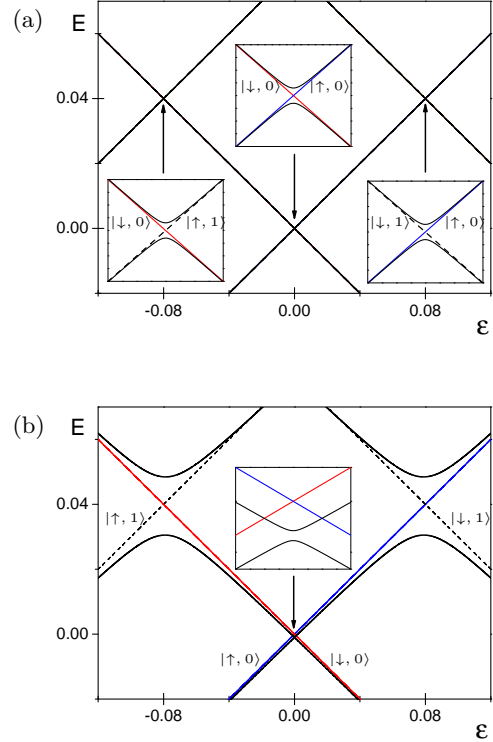 (a)
E
0.04
0.00
|↓, 0⟩ |↑, 0⟩
|↓, 0⟩ |↑, 1⟩
|↓, 1⟩ |↑, 0⟩
-0.08 0.00 0.08
ε
(b)
E
0.04
0.00
|↑, 1⟩ |↓, 1⟩
|↑, 0⟩ |↓, 0⟩
-0.08 0.00 0.08
ε